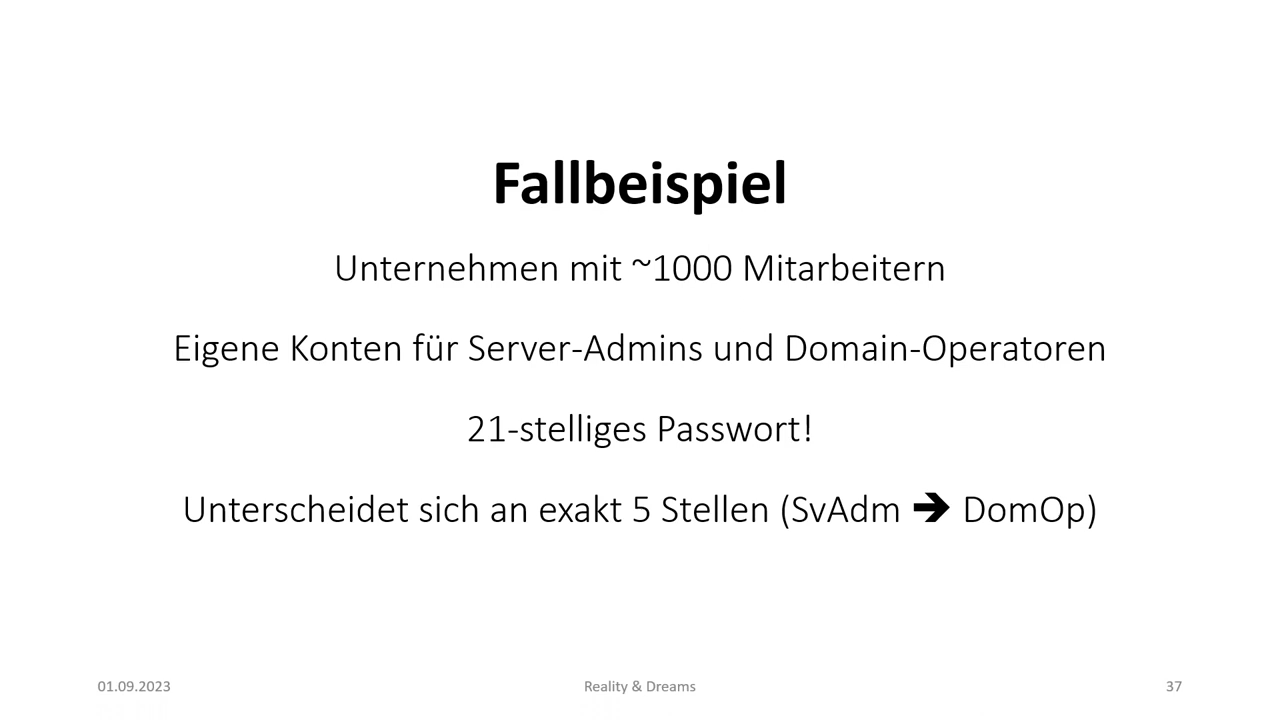 Fallbeispiel
Unternehmen mit ~1000 Mitarbeitern
Eigene Konten für Server-Admins und Domain-Operatoren
21-stelliges Passwort!
Unterscheidet sich an exakt 5 Stellen (SvAdm 🡺 DomOp)
01.09.2023 Reality & Dreams 37